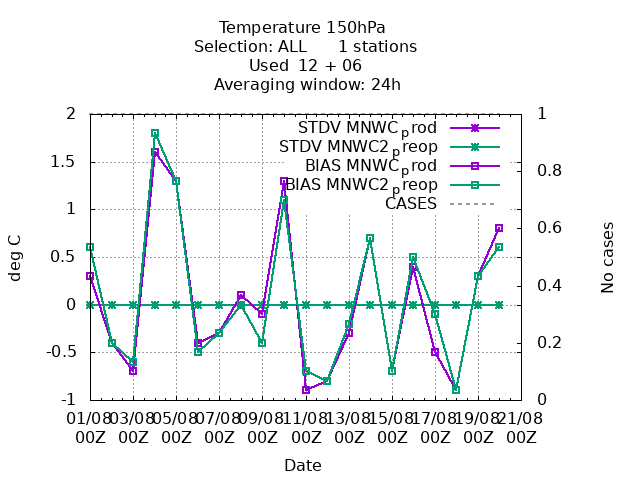 Temperature 150hPa
Selection: ALL 1 stations
Used 12 + 06
Averaging window: 24h
2 1
STDV MNWC_prod
STDV MNWC2_preop
1.5 BIAS MNWC_prod 0.8
BIAS MNWC2_preop
1 CASES
0.6
deg C No cases
0.5
0.4
0
0.2
-0.5
-1 0
01/08 03/08 05/08 07/08 09/08 11/08 13/08 15/08 17/08 19/08 21/08
00Z 00Z 00Z 00Z 00Z 00Z 00Z 00Z 00Z 00Z 00Z
Date